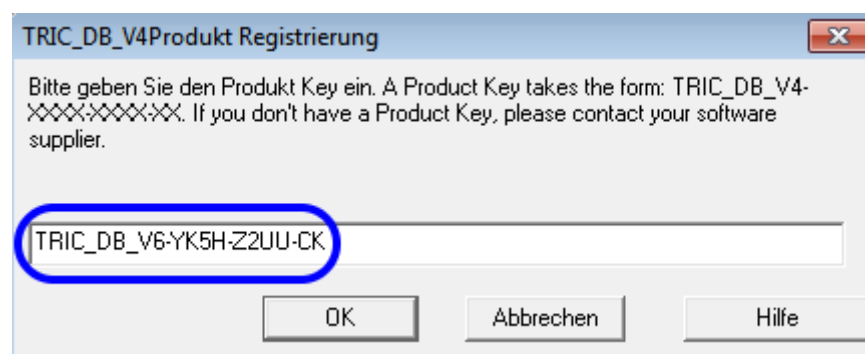 TRIC_DB_V4Produkt Registrierung
Bitte geben Sie den Produkt Key ein. A Product Key takes the form: TRIC_DB_V4-
XXXX-XXXX-XX. If you don't have a Product Key, please contact your software
supplier.
TRIC_DB_V6-YK5H-Z2UU-CK
OK Abbrechen Hilfe